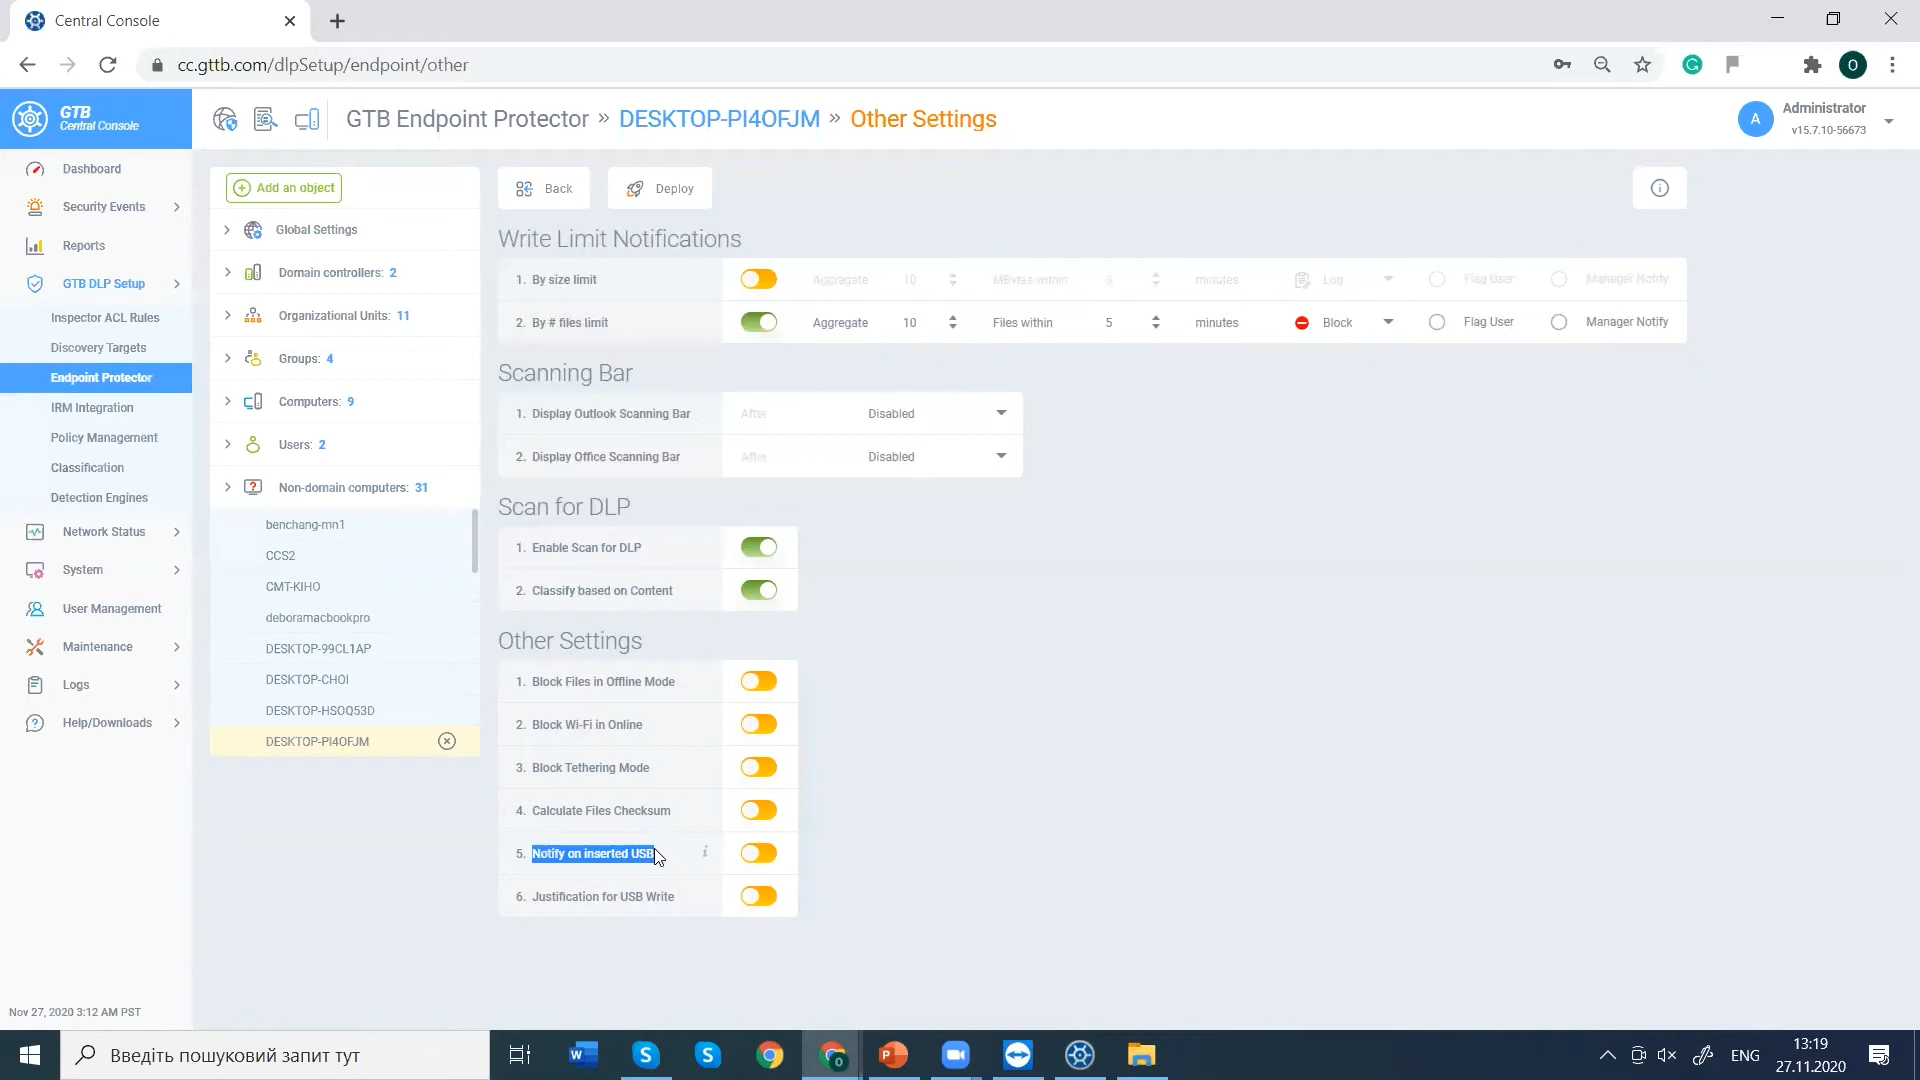 Central Console
cc.gttb.com/dlpSetup/endpoint/other
O
GTB
Central Console
GTB Endpoint Protector » DESKTOP-PI4OFJM » Other Settings
A
Administrator
v15.7.10-56673
Dashboard
Security Events
Reports
GTB DLP Setup
Inspector ACL Rules
Discovery Targets
Endpoint Protector
IRM Integration
Policy Management
Classification
Detection Engines
Network Status
System
User Management
Maintenance
Logs
Help/Downloads
Nov 27, 2020 3:12 AM PST
Add an object
Global Settings
Domain controllers: 2
Organizational Units: 11
Groups: 4
Computers: 9
Users: 2
Non-domain computers: 31
benchang-mn1
CCS2
CMT-KIHO
deboramacbookpro
DESKTOP-99CL1AP
DESKTOP-CHOI
DESKTOP-HSOQ53D
DESKTOP-PI4OFJM
Back
Deploy
Write Limit Notifications
1. By size limit Aggregate 10 MBytes within 5 minutes Log Flag User Manager Notify
2. By # files limit Aggregate 10 Files within 5 minutes Block Flag User Manager Notify
Scanning Bar
1. Display Outlook Scanning Bar After Disabled
2. Display Office Scanning Bar After Disabled
Scan for DLP
1. Enable Scan for DLP
2. Classify based on Content
Other Settings
1. Block Files in Offline Mode
2. Block Wi-Fi in Online
3. Block Tethering Mode
4. Calculate Files Checksum
5. Notify on inserted USB
6. Justification for USB Write
Введіть пошуковий запит тут
ENG
13:19
27.11.2020